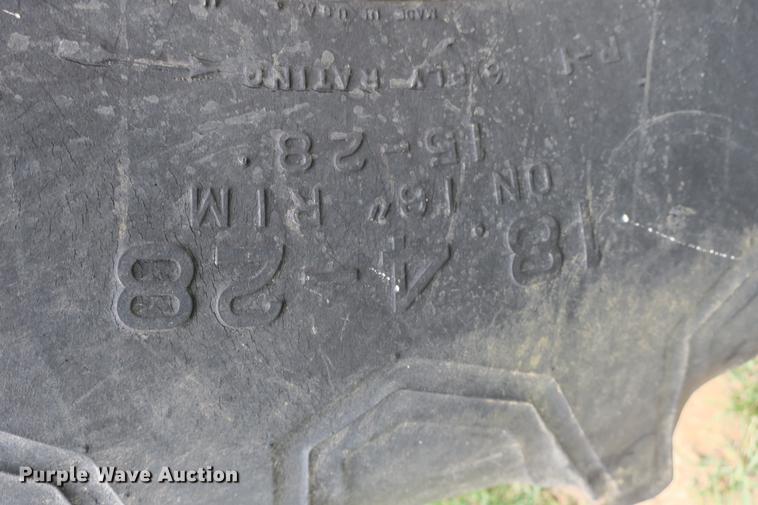 18.4-28
ON 16" RIM
15-28
6 PLY RATING
R-1
MADE IN U.S.A.
Purple Wave Auction